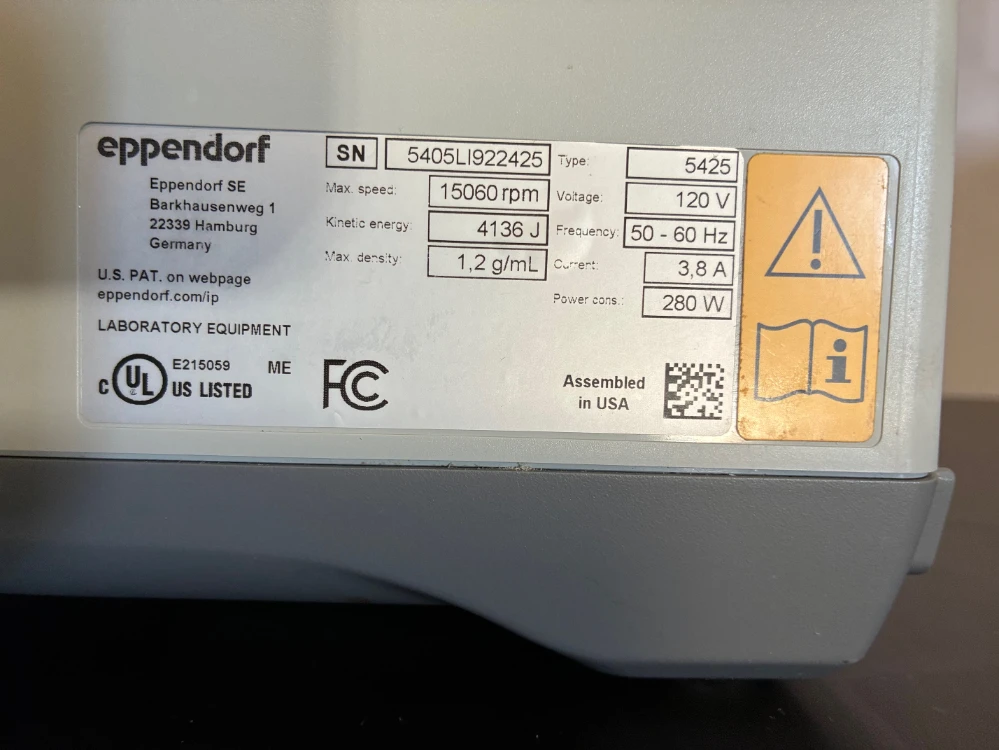 eppendorf
Eppendorf SE
Barkhausenweg 1
22339 Hamburg
Germany
U.S. PAT. on webpage
eppendorf.com/ip
LABORATORY EQUIPMENT
E215059 ME
C UL US LISTED
SN 5405LI922425
Max. speed: 15060 rpm
Kinetic energy: 4136 J
Max. density: 1,2 g/mL
FC
Type: 5425
Voltage: 120 V
Frequency: 50 - 60 Hz
Current: 3,8 A
Power cons.: 280 W
Assembled
in USA